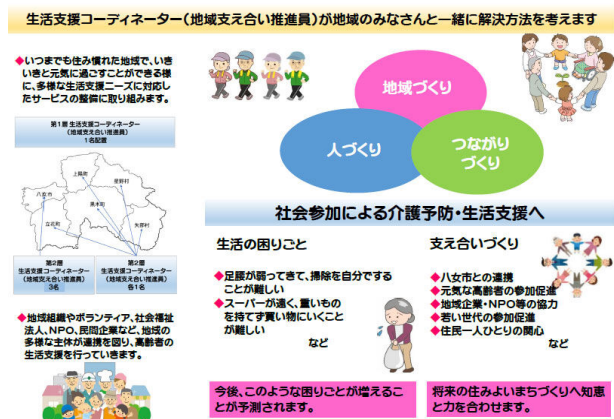 生活支援コーディネーター(地域支え合い推進員)が地域のみなさんと一緒に解決方法を考えます
◆いつまでも住み慣れた地域で、いき
いきと元気に過ごすことができる様
に、多様な生活支援ニーズに対応し
たサービスの整備に取り組みます。
第1層 生活支援コーディネーター
(地域支え合い推進員)
1名配置
上陽町
星野村
八女市
黒木町
立花町
矢部村
第2層
生活支援コーディネーター
(地域支え合い推進員)
3名
第2層
生活支援コーディネーター
(地域支え合い推進員)
各1名
◆地域組織やボランティア、社会福祉
法人、NPO、民間企業など、地域の
多様な主体が連携を図り、高齢者の
生活支援を行っていきます。
地域づくり
人づくり
つながり
づくり
社会参加による介護予防・生活支援へ
生活の困りごと
◆足腰が弱ってきて、掃除を自分でする
ことが難しい
◆スーパーが遠く、重いもの
を持てず買い物にいくこと
が難しい
など
今後、このような困りごとが増えるこ
とが予測されます。
支え合いづくり
◆八女市との連携
◆元気な高齢者の参加促進
◆地域企業・NPO等の協力
◆若い世代の参加促進
◆住民一人ひとりの関心
など
将来の住みよいまちづくりへ知恵
と力を合わせます。